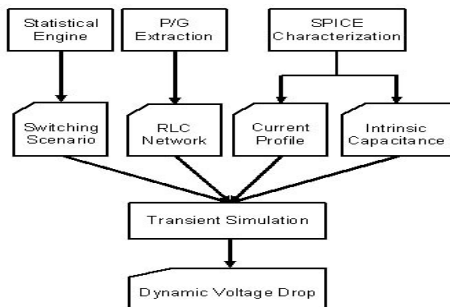 Statistical
Engine
P/G
Extraction
SPICE
Characterization
Switching
Scenario
RLC
Network
Current
Profile
Intrinsic
Capacitance
Transient Simulation
Dynamic Voltage Drop